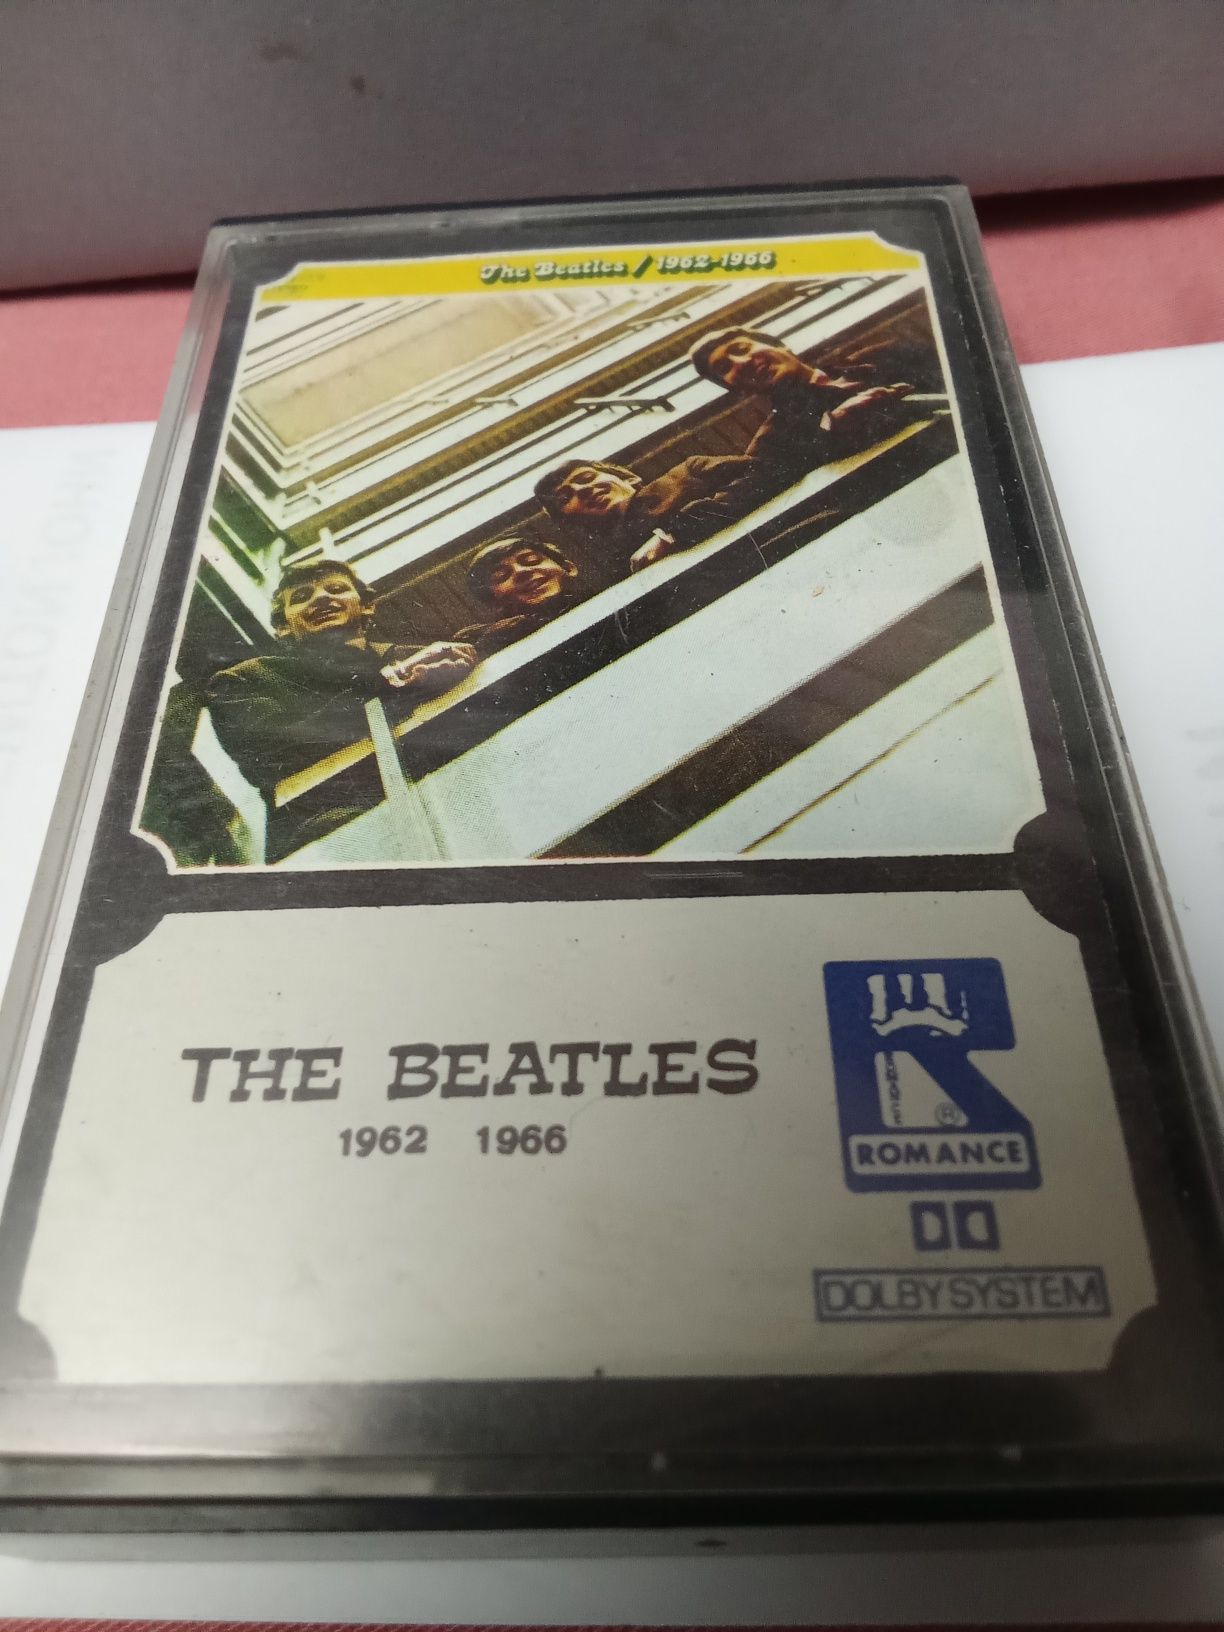 The Beatles / 1962-1966
THE BEATLES
1962 1966
®
ROMANCE
DOLBY SYSTEM